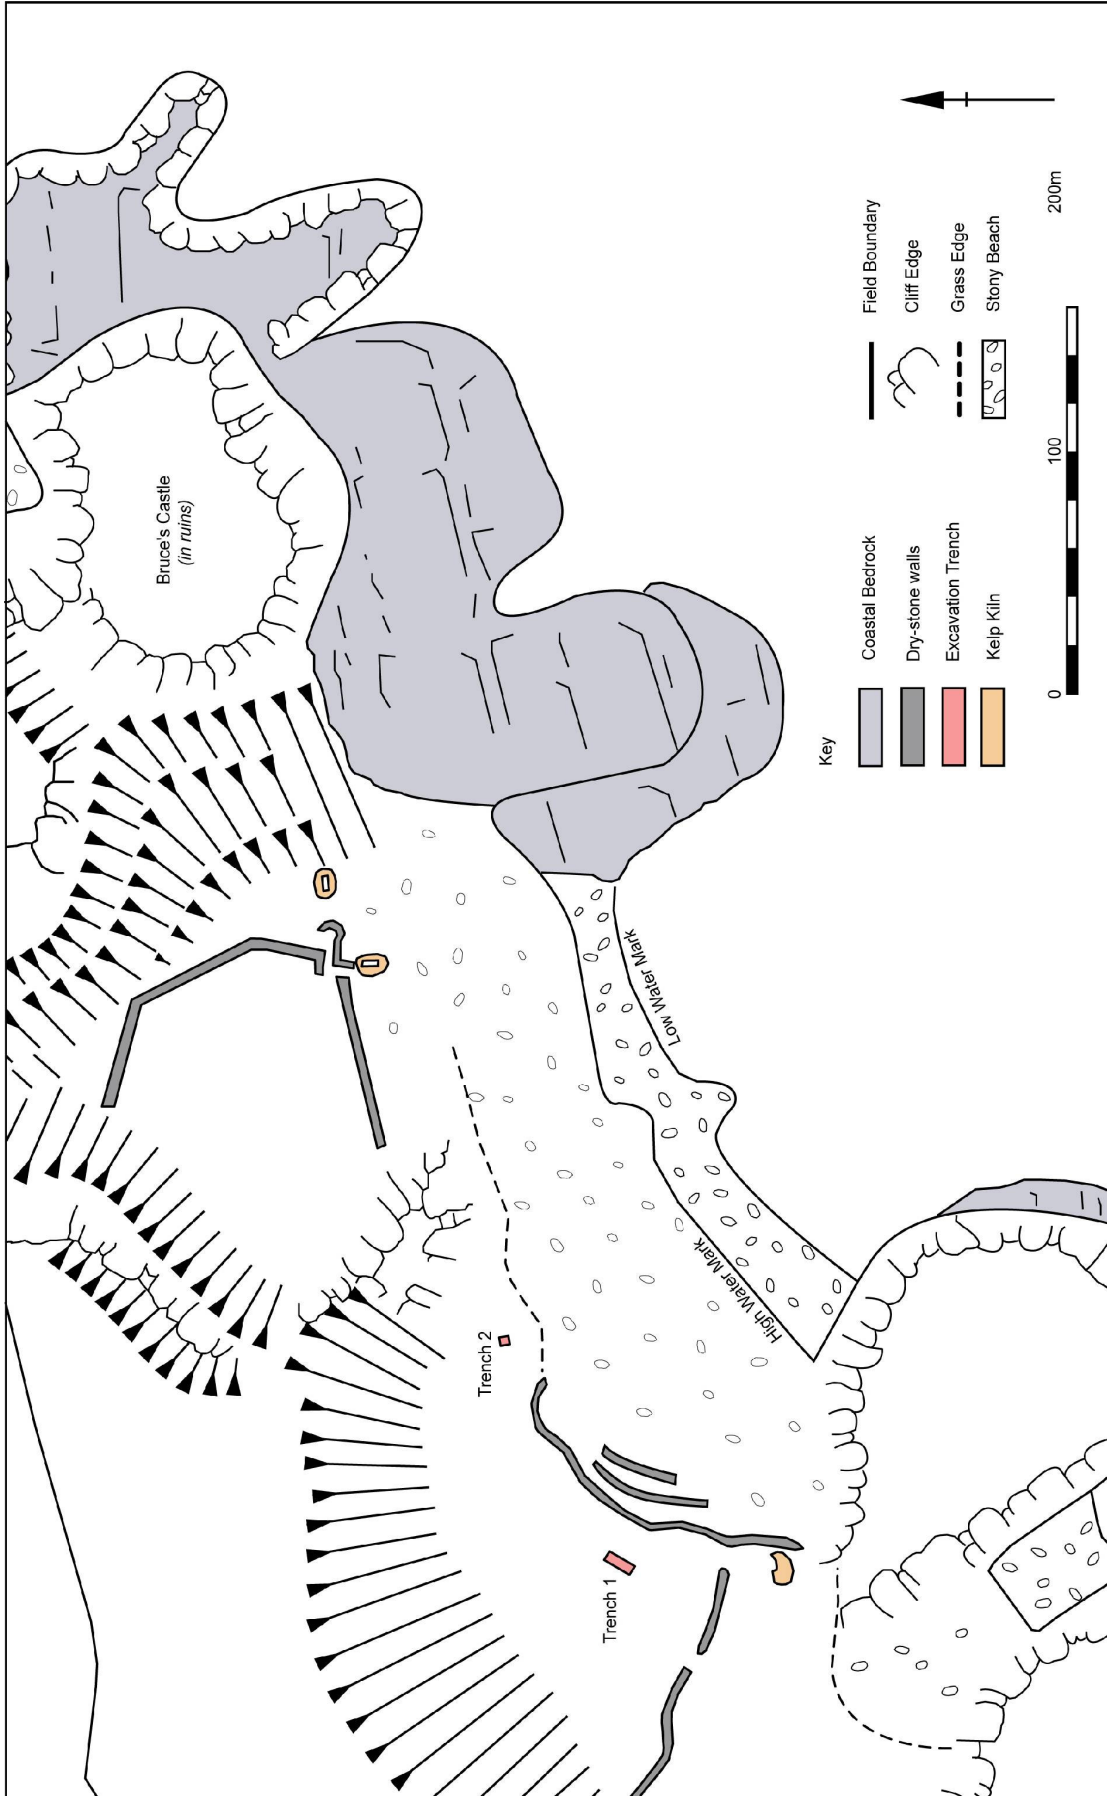 Bruce's Castle
(in ruins)
Trench 1
Trench 2
High Water Mark
Low Water Mark
Key
Coastal Bedrock
Dry-stone walls
Excavation Trench
Kelp Kiln
Field Boundary
Cliff Edge
Grass Edge
Stony Beach
0
100
200m